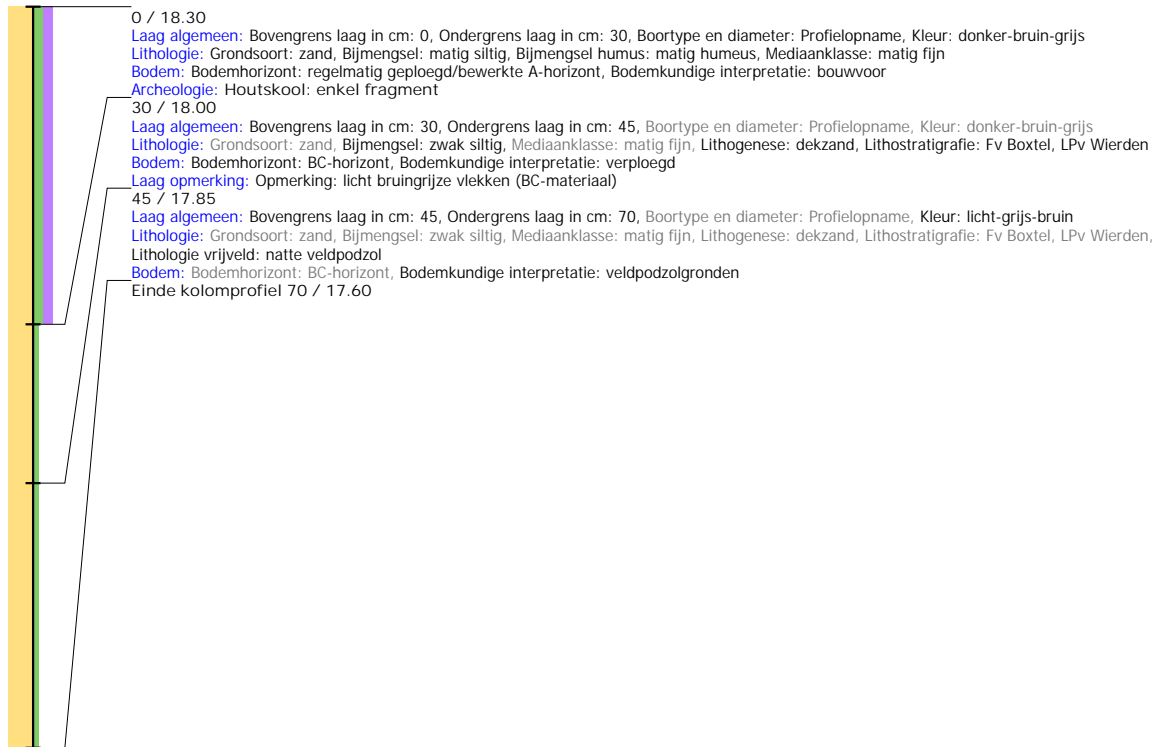 0 / 18.30
Laag algemeen: Bovengrens laag in cm: 0, Ondergrens laag in cm: 30, Boortype en diameter: Profielopname, Kleur: donker-bruin-grijs
Lithologie: Grondsoort: zand, Bijmengsel: matig siltig, Bijmengsel humus: matig humeus, Mediaanklasse: matig fijn
Bodem: Bodemhorizont: regelmatig geploegd/bewerkte A-horizont, Bodemkundige interpretatie: bouwvoor
Archeologie: Houtskool: enkel fragment
30 / 18.00
Laag algemeen: Bovengrens laag in cm: 30, Ondergrens laag in cm: 45, Boortype en diameter: Profielopname, Kleur: donker-bruin-grijs
Lithologie: Grondsoort: zand, Bijmengsel: zwak siltig, Mediaanklasse: matig fijn, Lithogenese: dekzand, Lithostratigrafie: Fv Boxtel, LPv Wierden
Bodem: Bodemhorizont: BC-horizont, Bodemkundige interpretatie: verploegd
Laag opmerking: Opmerking: licht bruingrijze vlekken (BC-materiaal)
45 / 17.85
Laag algemeen: Bovengrens laag in cm: 45, Ondergrens laag in cm: 70, Boortype en diameter: Profielopname, Kleur: licht-grijs-bruin
Lithologie: Grondsoort: zand, Bijmengsel: zwak siltig, Mediaanklasse: matig fijn, Lithogenese: dekzand, Lithostratigrafie: Fv Boxtel, LPv Wierden,
Lithologie vrijveld: natte veldpodzol
Bodem: Bodemhorizont: BC-horizont, Bodemkundige interpretatie: veldpodzolgronden
Einde kolomprofiel 70 / 17.60